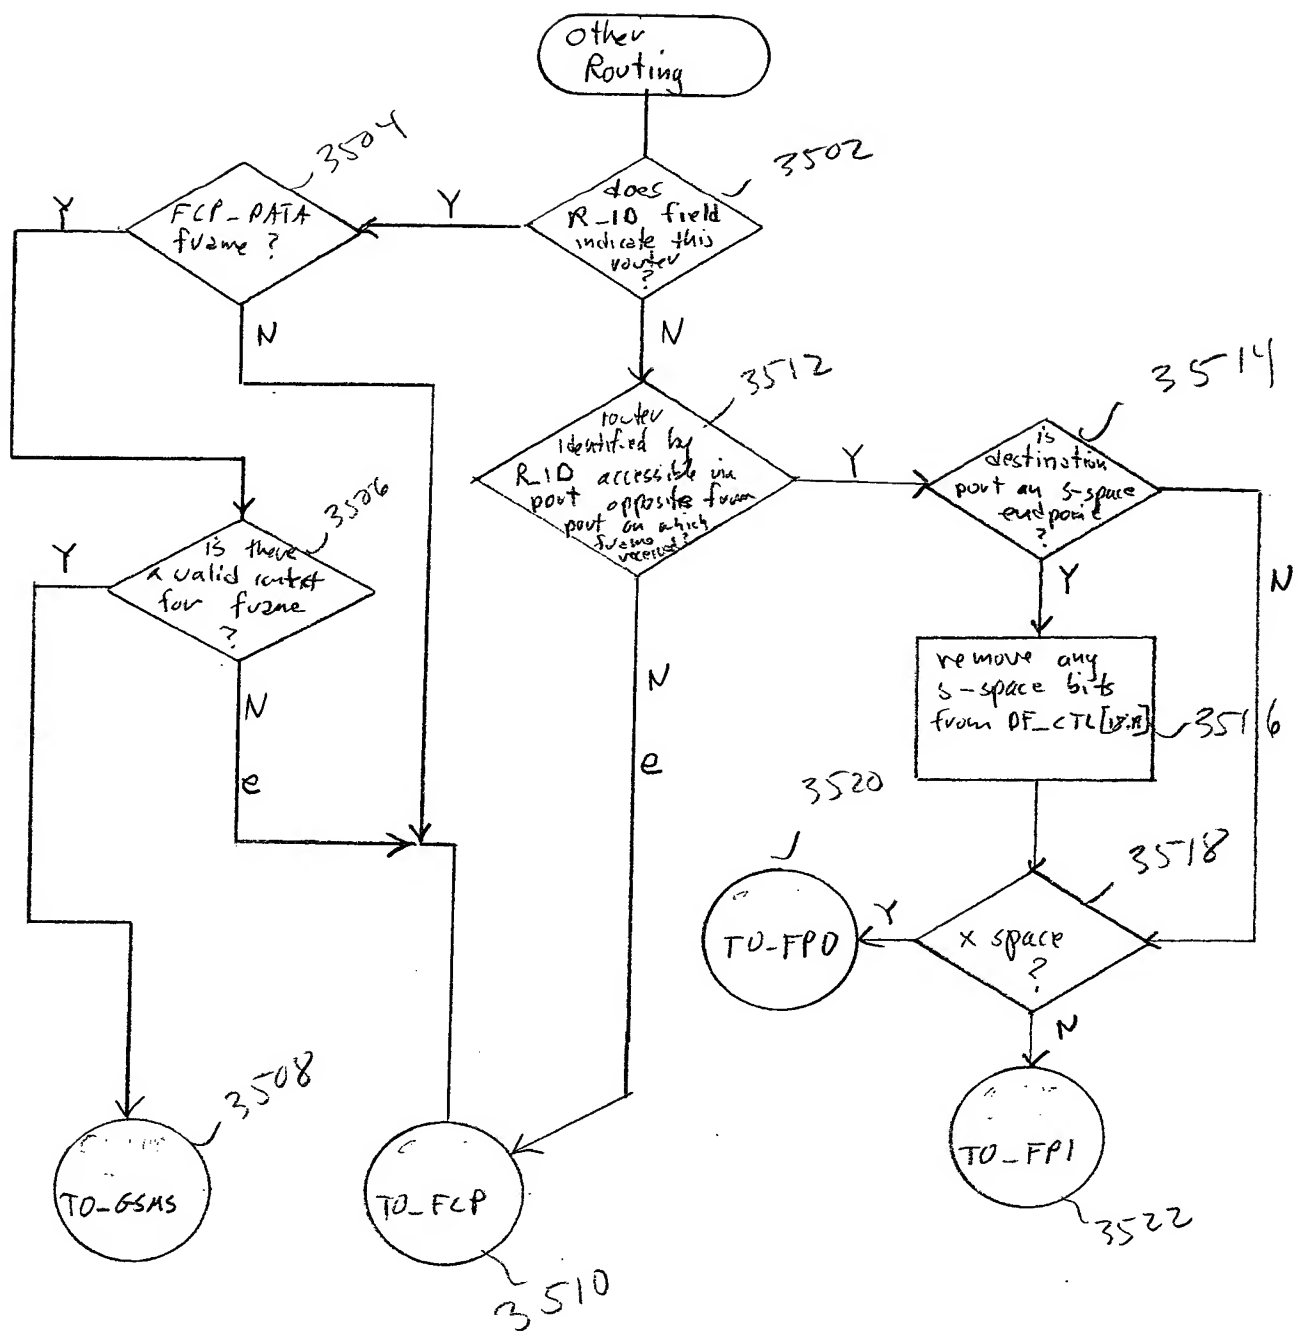 Other
Routing
3504
3502
FCP_DATA
frame ?
Y
Y
does
R_ID field
indicate this
router
?
N
N
3512
3514
router
identified by
R_ID accessible via
port opposite from
port on which
frame
received?
Y
is
destination
port an s-space
endpoint
?
3506
Y
is there
a valid context
for frame
?
Y
N
remove any
s-space bits
from DF_CTL
3516
N
e
N
e
3520
3518
TO_FP0
Y
x space
?
N
3508
TO_GSMS
TO_FCP
TO_FP1
3510
3522